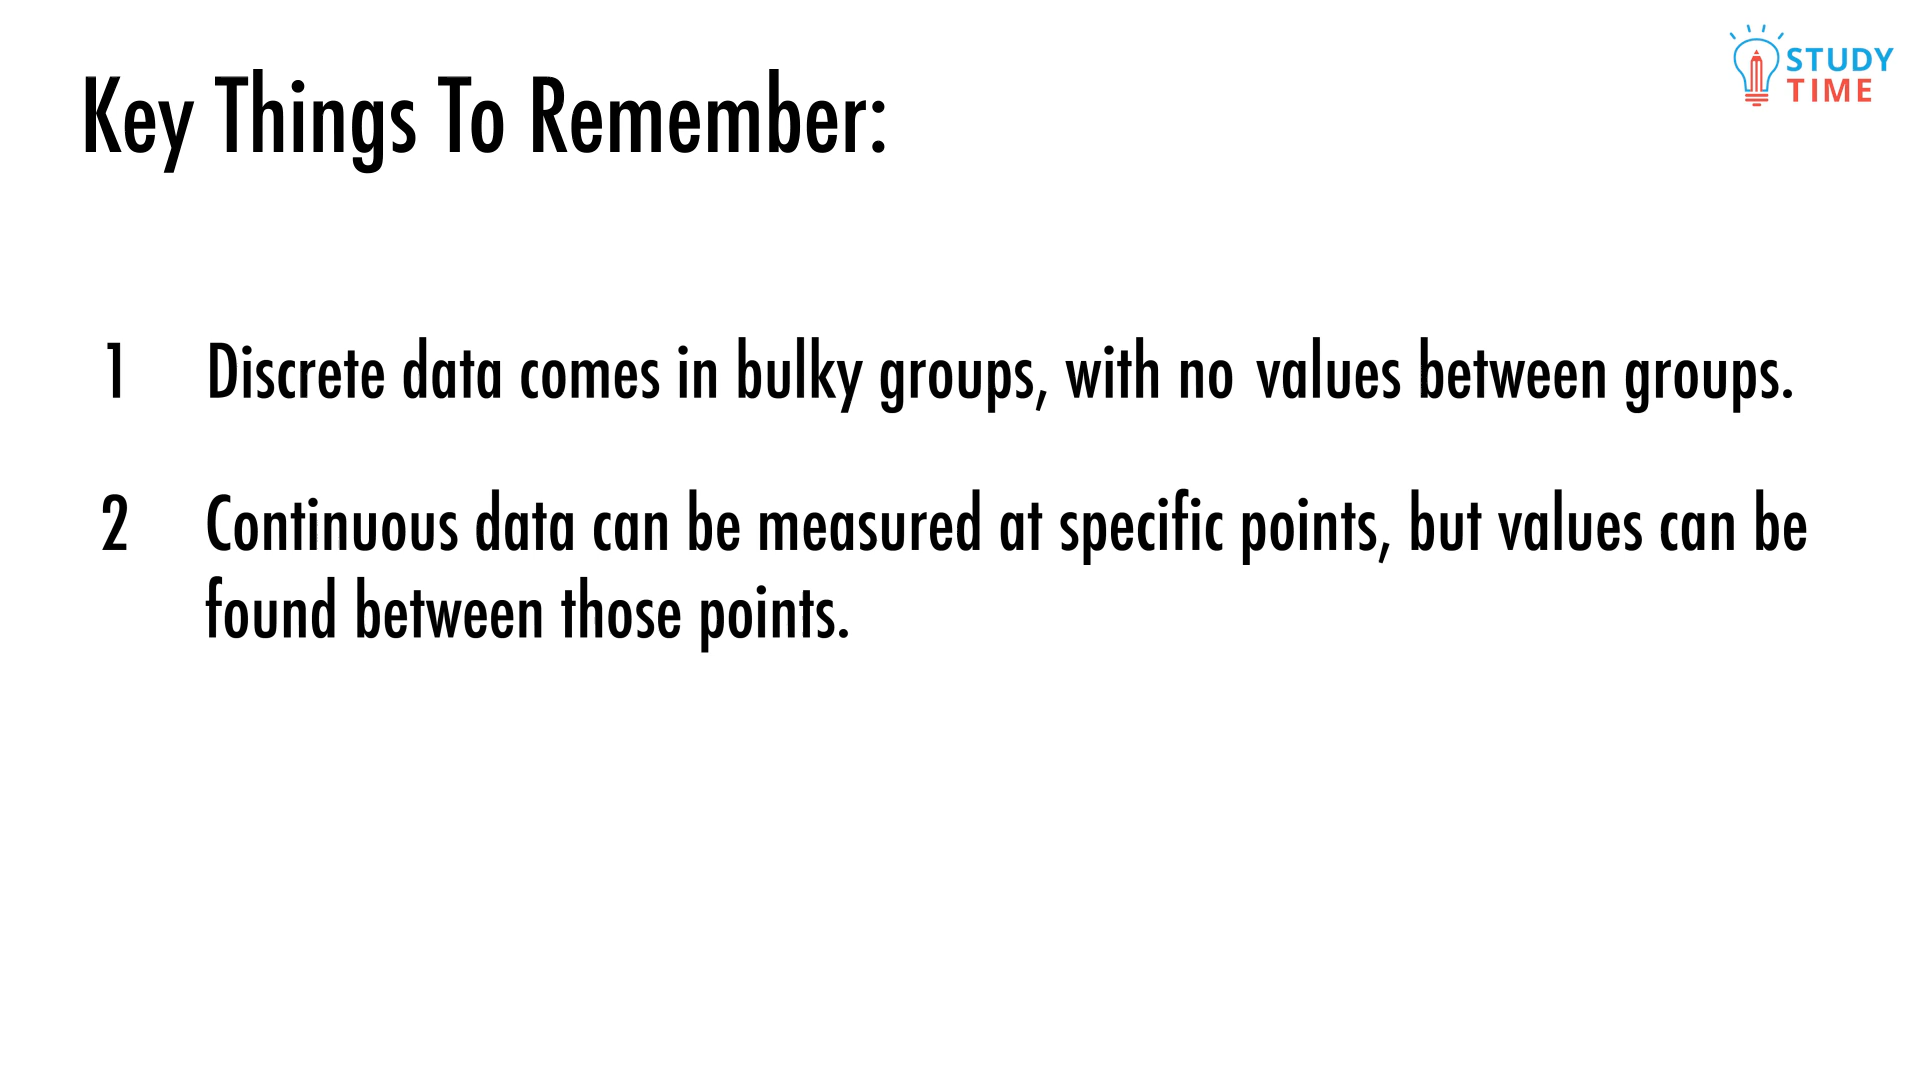 STUDY
TIME
Key Things To Remember:
1 Discrete data comes in bulky groups, with no values between groups.
2 Continuous data can be measured at specific points, but values can be
found between those points.